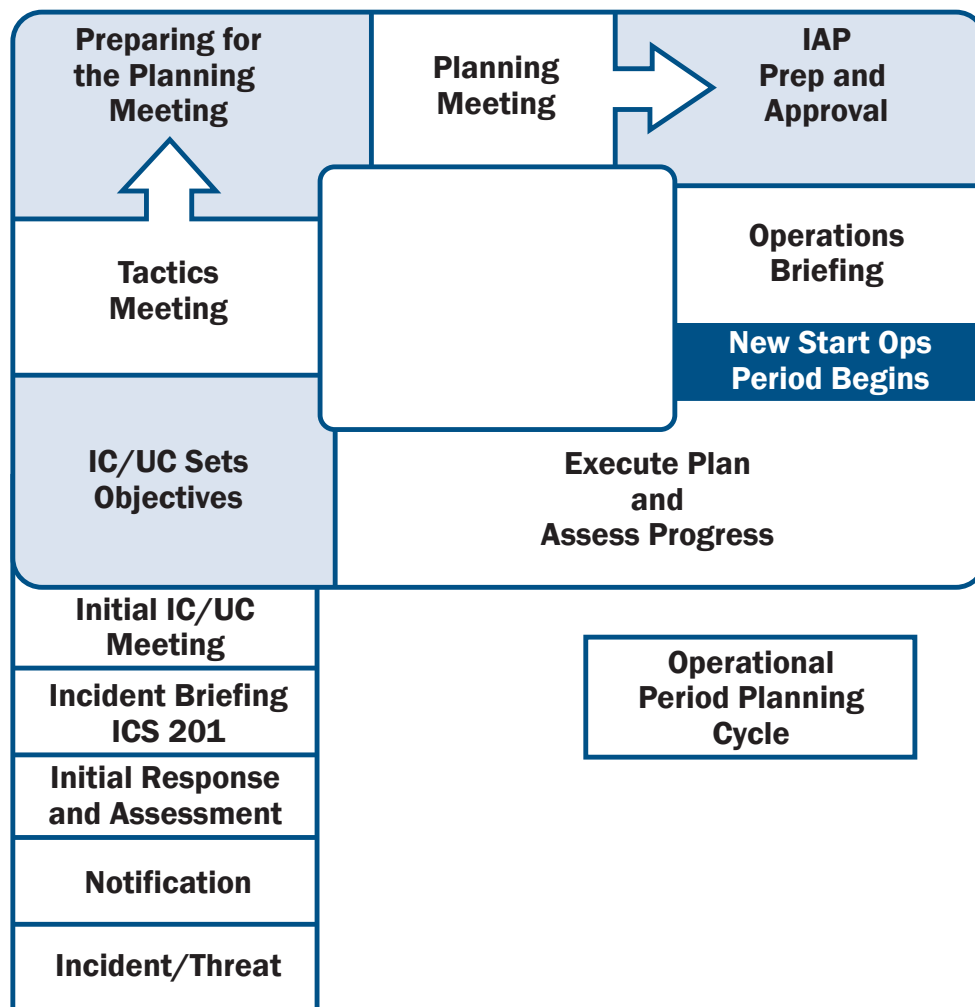 Preparing for
the Planning
Meeting
Planning
Meeting
IAP
Prep and
Approval
Tactics
Meeting
Operations
Briefing
New Start Ops
Period Begins
IC/UC Sets
Objectives
Execute Plan
and
Assess Progress
Initial IC/UC
Meeting
Incident Briefing
ICS 201
Initial Response
and Assessment
Notification
Incident/Threat
Operational
Period Planning
Cycle